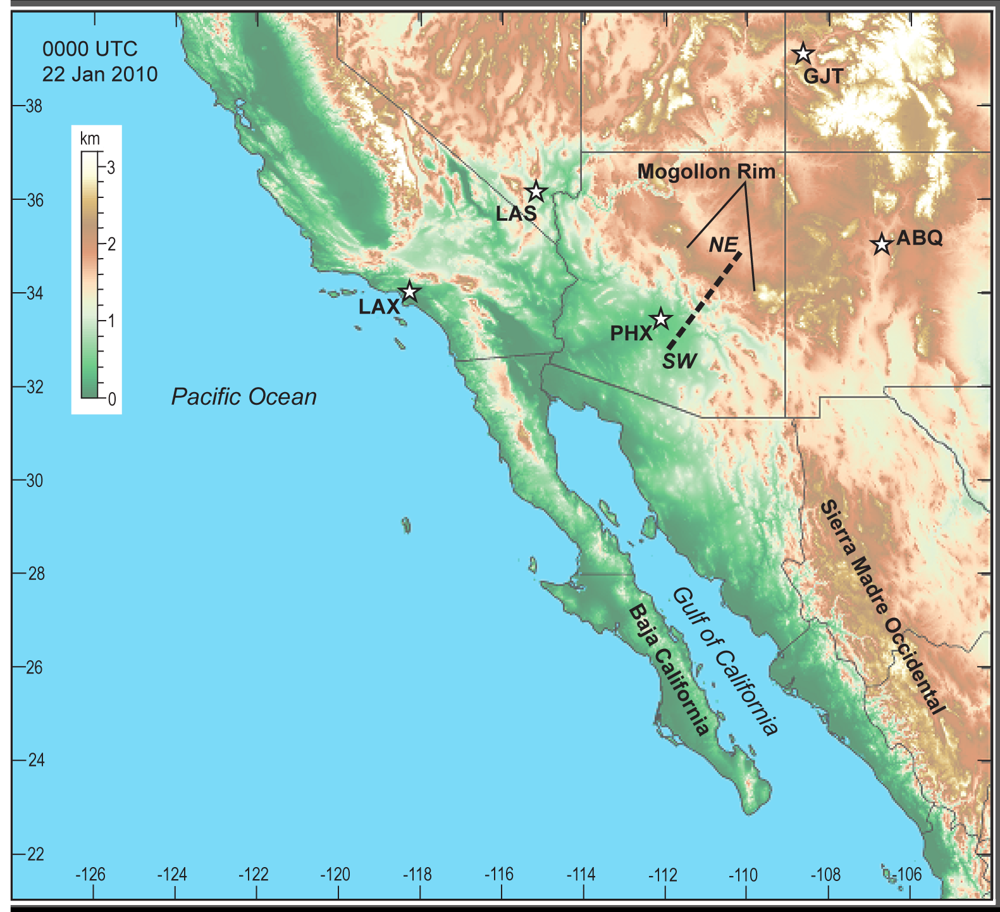 0000 UTC
22 Jan 2010
GJT
38
km
3
2
1
0
Mogollon Rim
36
LAS
NE
ABQ
34
LAX
PHX
SW
32
Pacific Ocean
30
Sierra Madre Occidental
28
Gulf of California
Baja California
26
24
22
-126 -124 -122 -120 -118 -116 -114 -112 -110 -108 -106